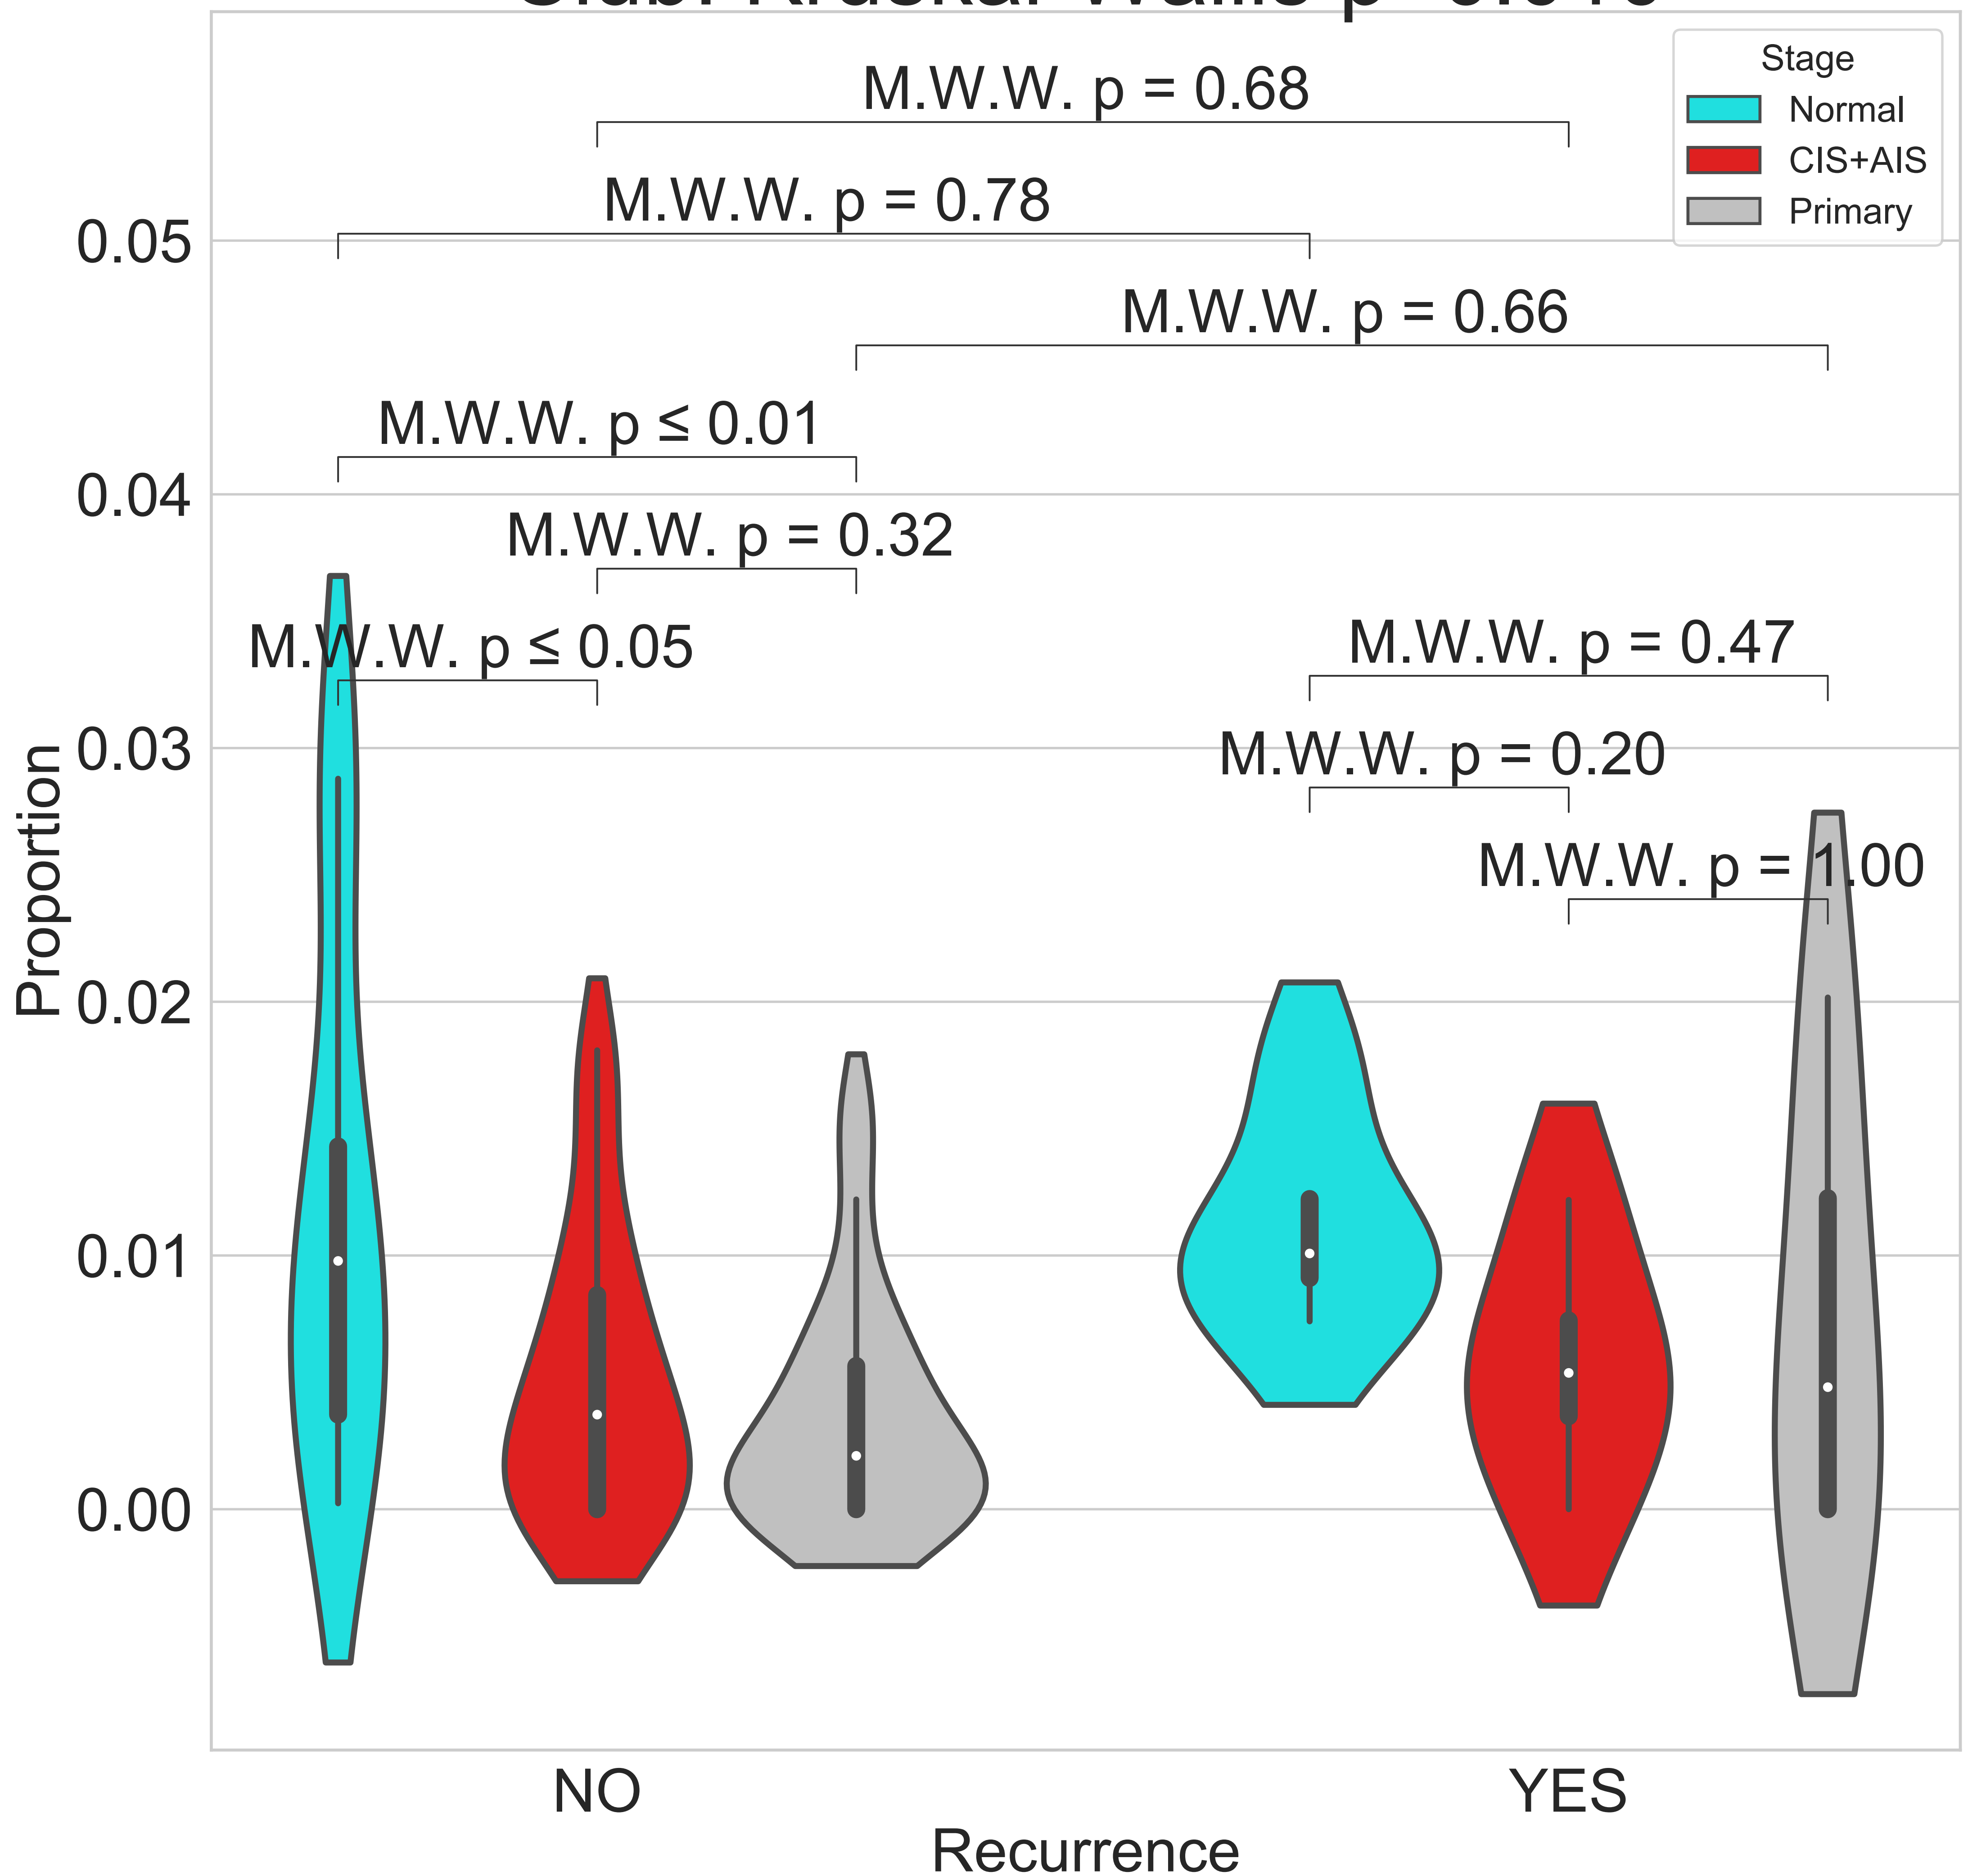 Stage
Normal
CIS+AIS
Primary
M.W.W. p = 0.68
M.W.W. p = 0.78
M.W.W. p = 0.66
M.W.W. p ≤ 0.01
M.W.W. p = 0.32
M.W.W. p ≤ 0.05
M.W.W. p = 0.47
M.W.W. p = 0.20
M.W.W. p = 1.00
0.05
0.04
0.03
0.02
0.01
0.00
Proportion
NO
YES
Recurrence